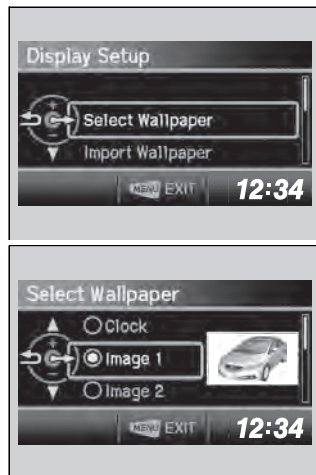 Display Setup
Select Wallpaper
Import Wallpaper
MENU EXIT 12:34
Select Wallpaper
Clock
Image 1
Image 2
MENU EXIT 12:34